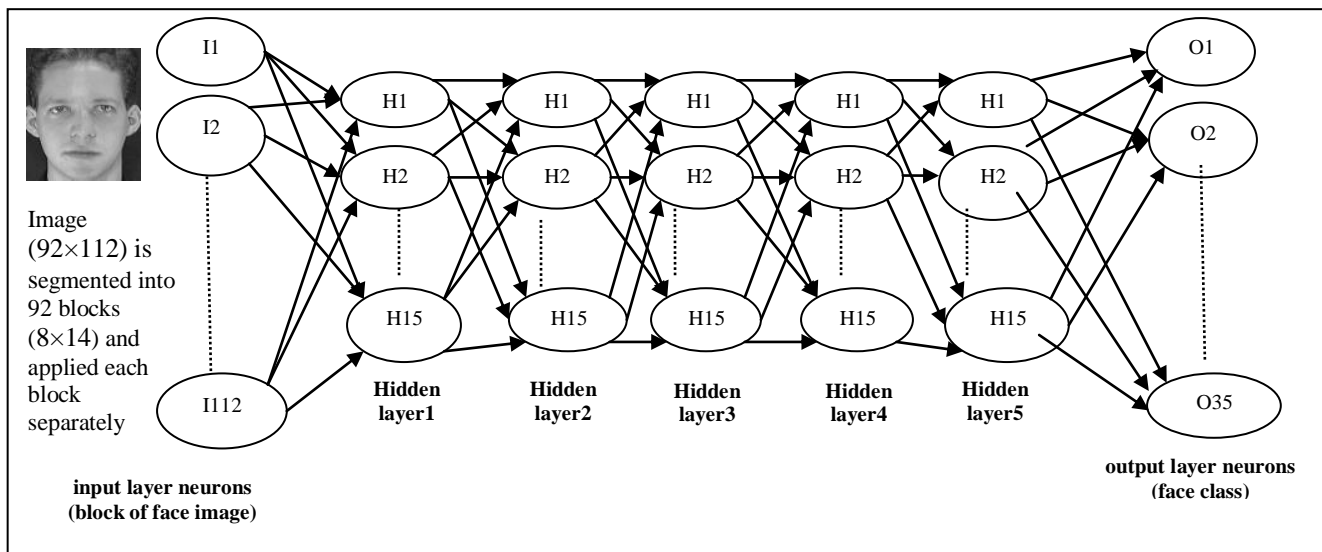 I1
I2
I112
Image
(92×112) is
segmented into
92 blocks
(8×14) and
applied each
block
separately
input layer neurons
(block of face image)
H1
H2
H15
Hidden
layer1
H1
H2
H15
Hidden
layer2
H1
H2
H15
Hidden
layer3
H1
H2
H15
Hidden
layer4
H1
H2
H15
Hidden
layer5
O1
O2
O35
output layer neurons
(face class)